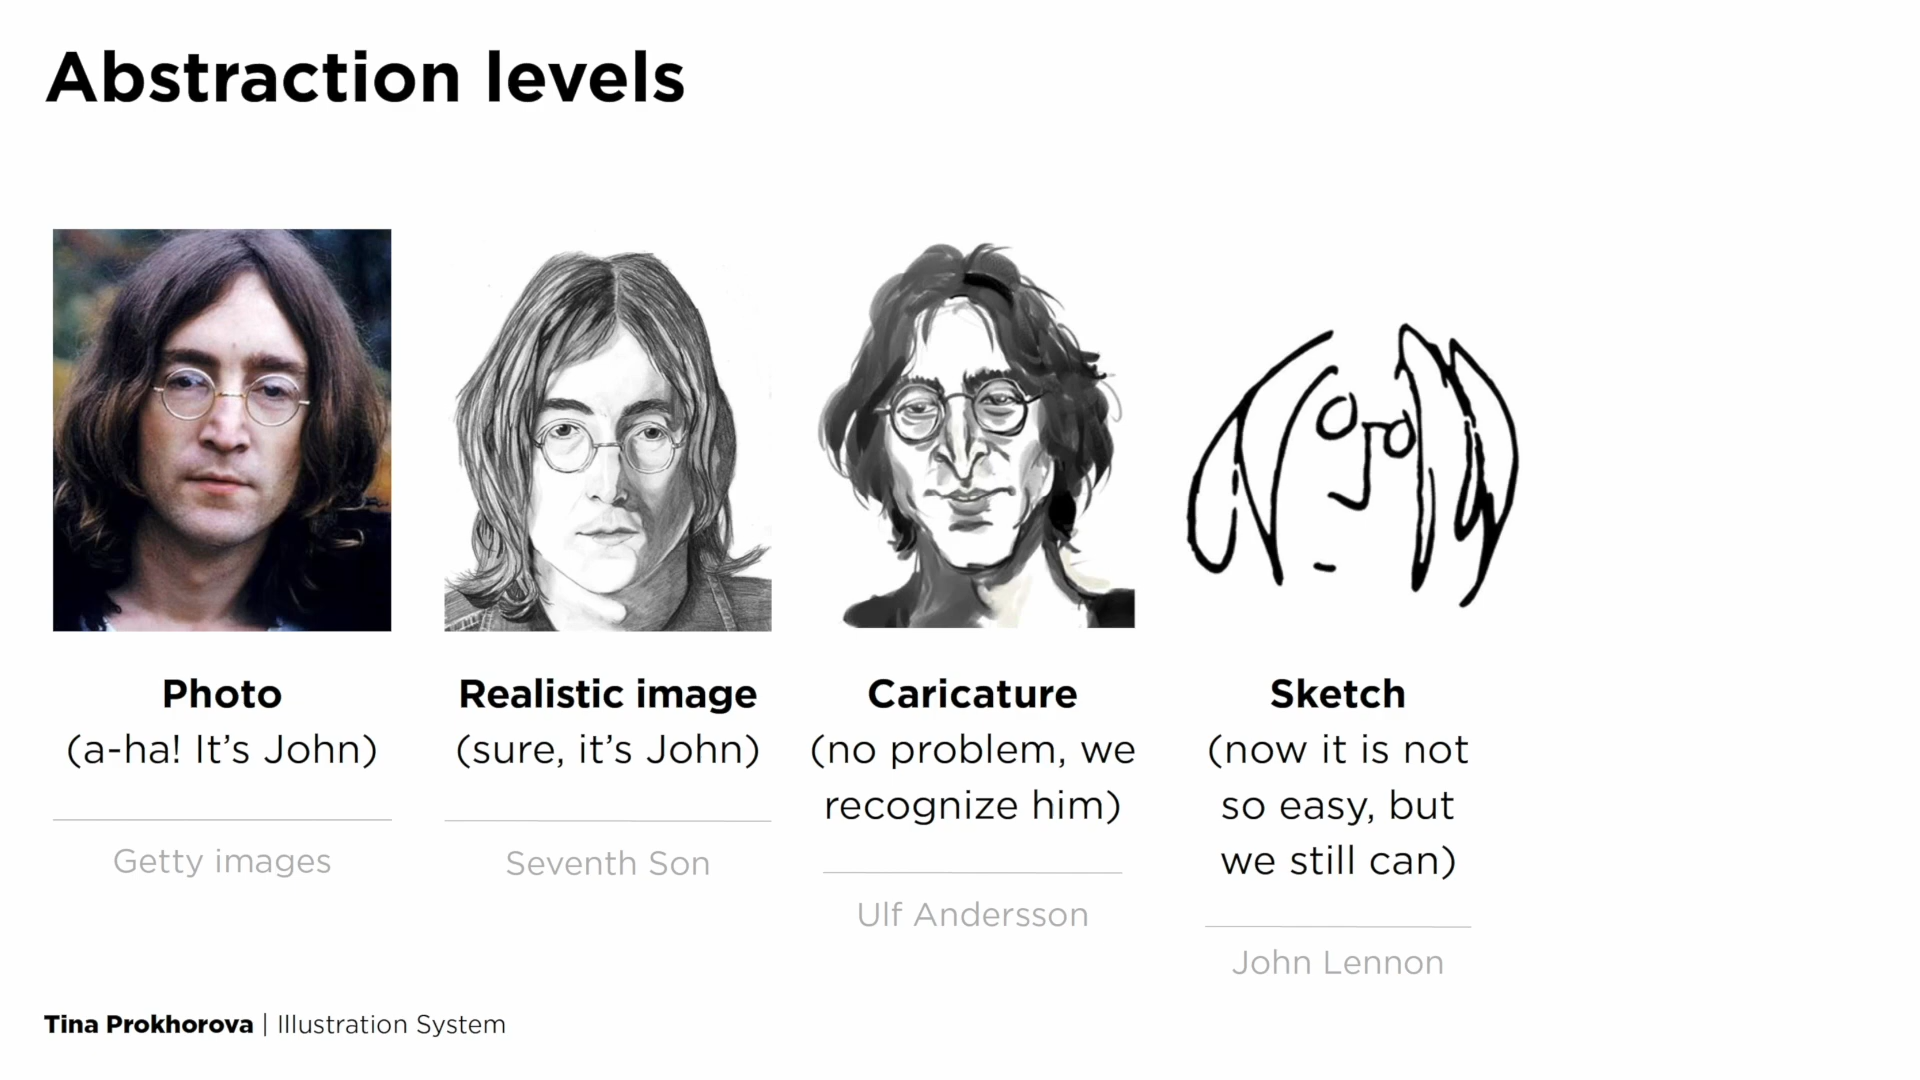 Abstraction levels
Photo
(a-ha! It’s John)
Getty images
Realistic image
(sure, it’s John)
Seventh Son
Caricature
(no problem, we
recognize him)
Ulf Andersson
Sketch
(now it is not
so easy, but
we still can)
John Lennon
Tina Prokhorova | Illustration System